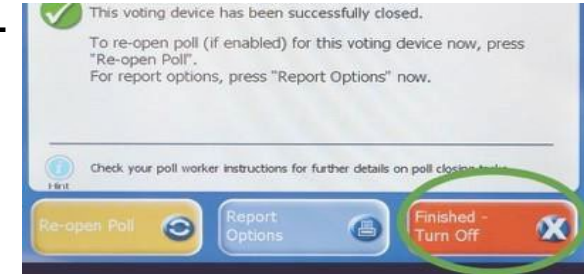 This voting device has been successfully closed.
To re-open poll (if enabled) for this voting device now, press
"Re-open Poll".
For report options, press "Report Options" now.
Check your poll worker instructions for further details on poll closing tasks.
Hint
Re-open Poll
Report
Options
Finished -
Turn Off